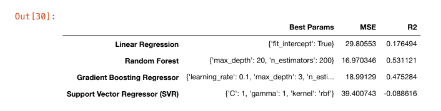 Out[30]:
Best Params MSE R2
Linear Regression {'fit_intercept': True} 29.80553 0.176494
Random Forest {'max_depth': 20, 'n_estimators': 200} 16.970346 0.531121
Gradient Boosting Regressor {'learning_rate': 0.1, 'max_depth': 3, 'n_esti... 18.99129 0.475284
Support Vector Regressor (SVR) {'C': 1, 'gamma': 1, 'kernel': 'rbf'} 39.400743 -0.088616